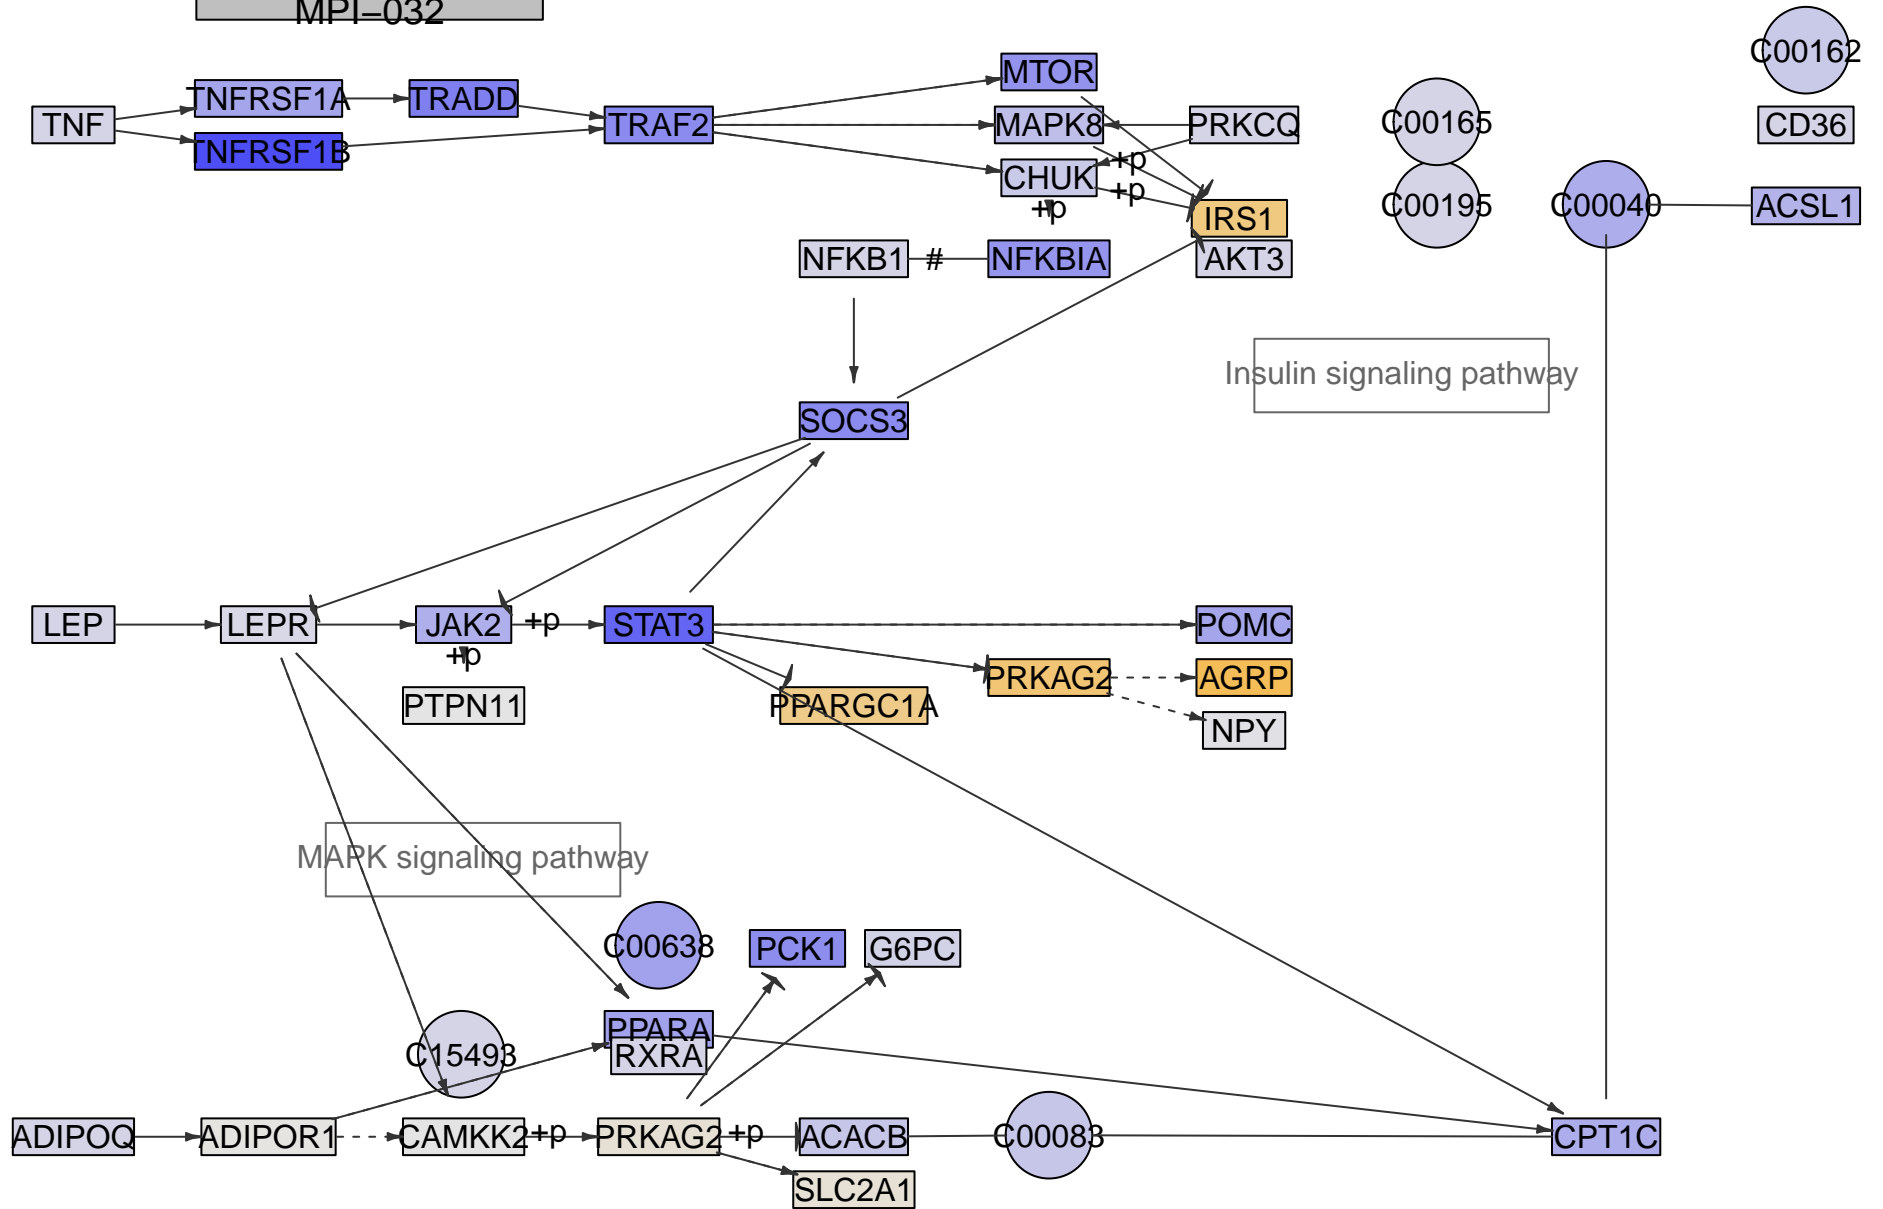 MPI–032
C00162
TNFRSF1A
TRADD
MTOR
TNF
TRAF2
MAPK8
PRKCQ
C00165
CD36
TNFRSF1B
+p
CHUK
+p
+p
IRS1
C00195
C00040
ACSL1
NFKB1
#
NFKBIA
AKT3
Insulin signaling pathway
SOCS3
LEP
LEPR
JAK2
+p
STAT3
POMC
+p
PTPN11
PPARGC1A
PRKAG2
AGRP
NPY
MAPK signaling pathway
C00638
PCK1
G6PC
PPARA
C15493
RXRA
ADIPOQ
ADIPOR1
CAMKK2
+p
PRKAG2
+p
ACACB
C00083
CPT1C
SLC2A1